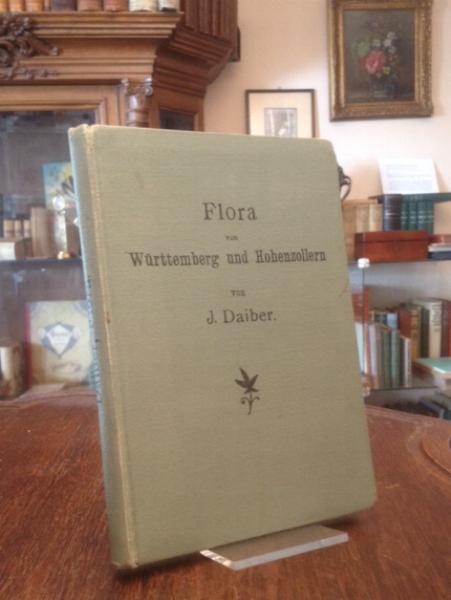 Flora
von
Württemberg und Hohenzollern
von
J. Daiber.